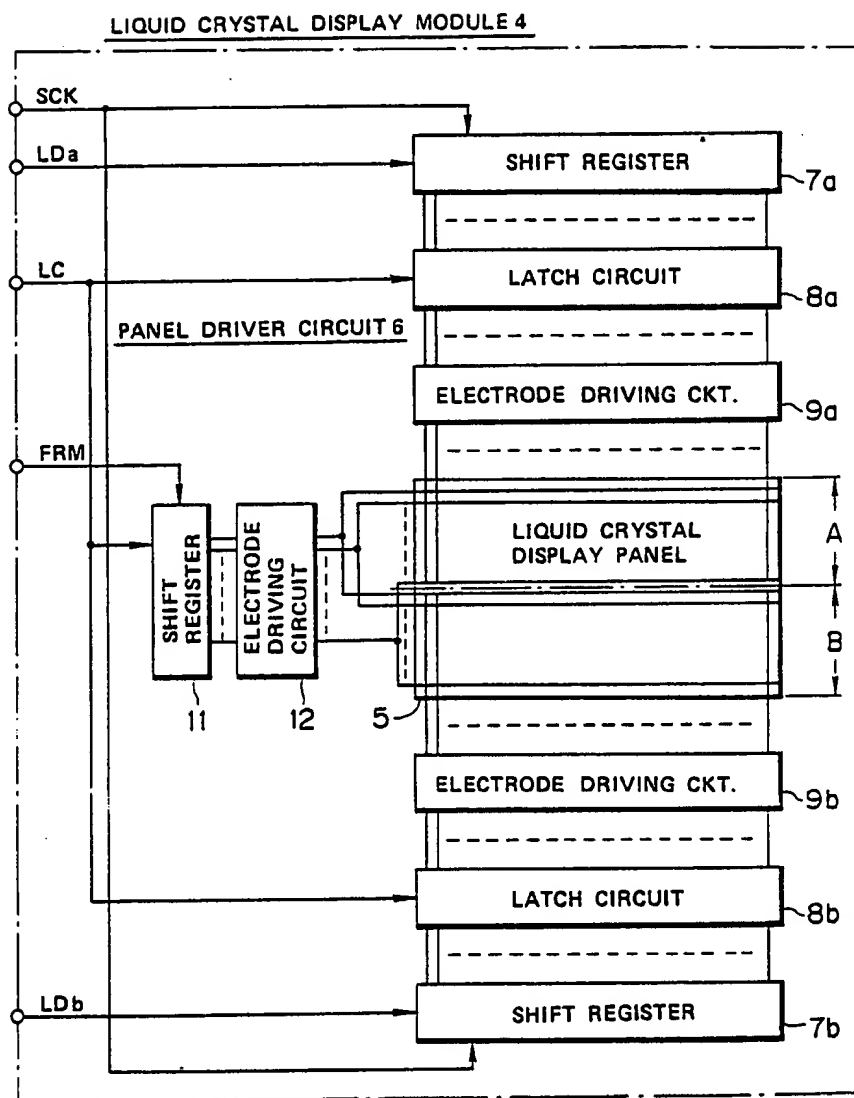 LIQUID CRYSTAL DISPLAY MODULE 4
SCK
LDa
SHIFT REGISTER
7a
LC
LATCH CIRCUIT
8a
PANEL DRIVER CIRCUIT 6
ELECTRODE DRIVING CKT.
9a
FRM
SHIFT
REGISTER
11
ELECTRODE
DRIVING
CIRCUIT
12
LIQUID CRYSTAL
DISPLAY PANEL
A
B
5
ELECTRODE DRIVING CKT.
9b
LATCH CIRCUIT
8b
LDb
SHIFT REGISTER
7b